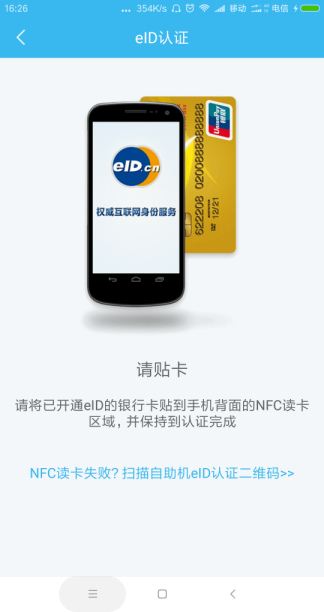 16:26
... 354K/s 移动 电信
eID认证
eID.cn
权威互联网身份服务
UnionPay
银联
622208 0200888888888
12/21
请贴卡
请将已开通eID的银行卡贴到手机背面的NFC读卡
区域，并保持到认证完成
NFC读卡失败? 扫描自助机eID认证二维码>>